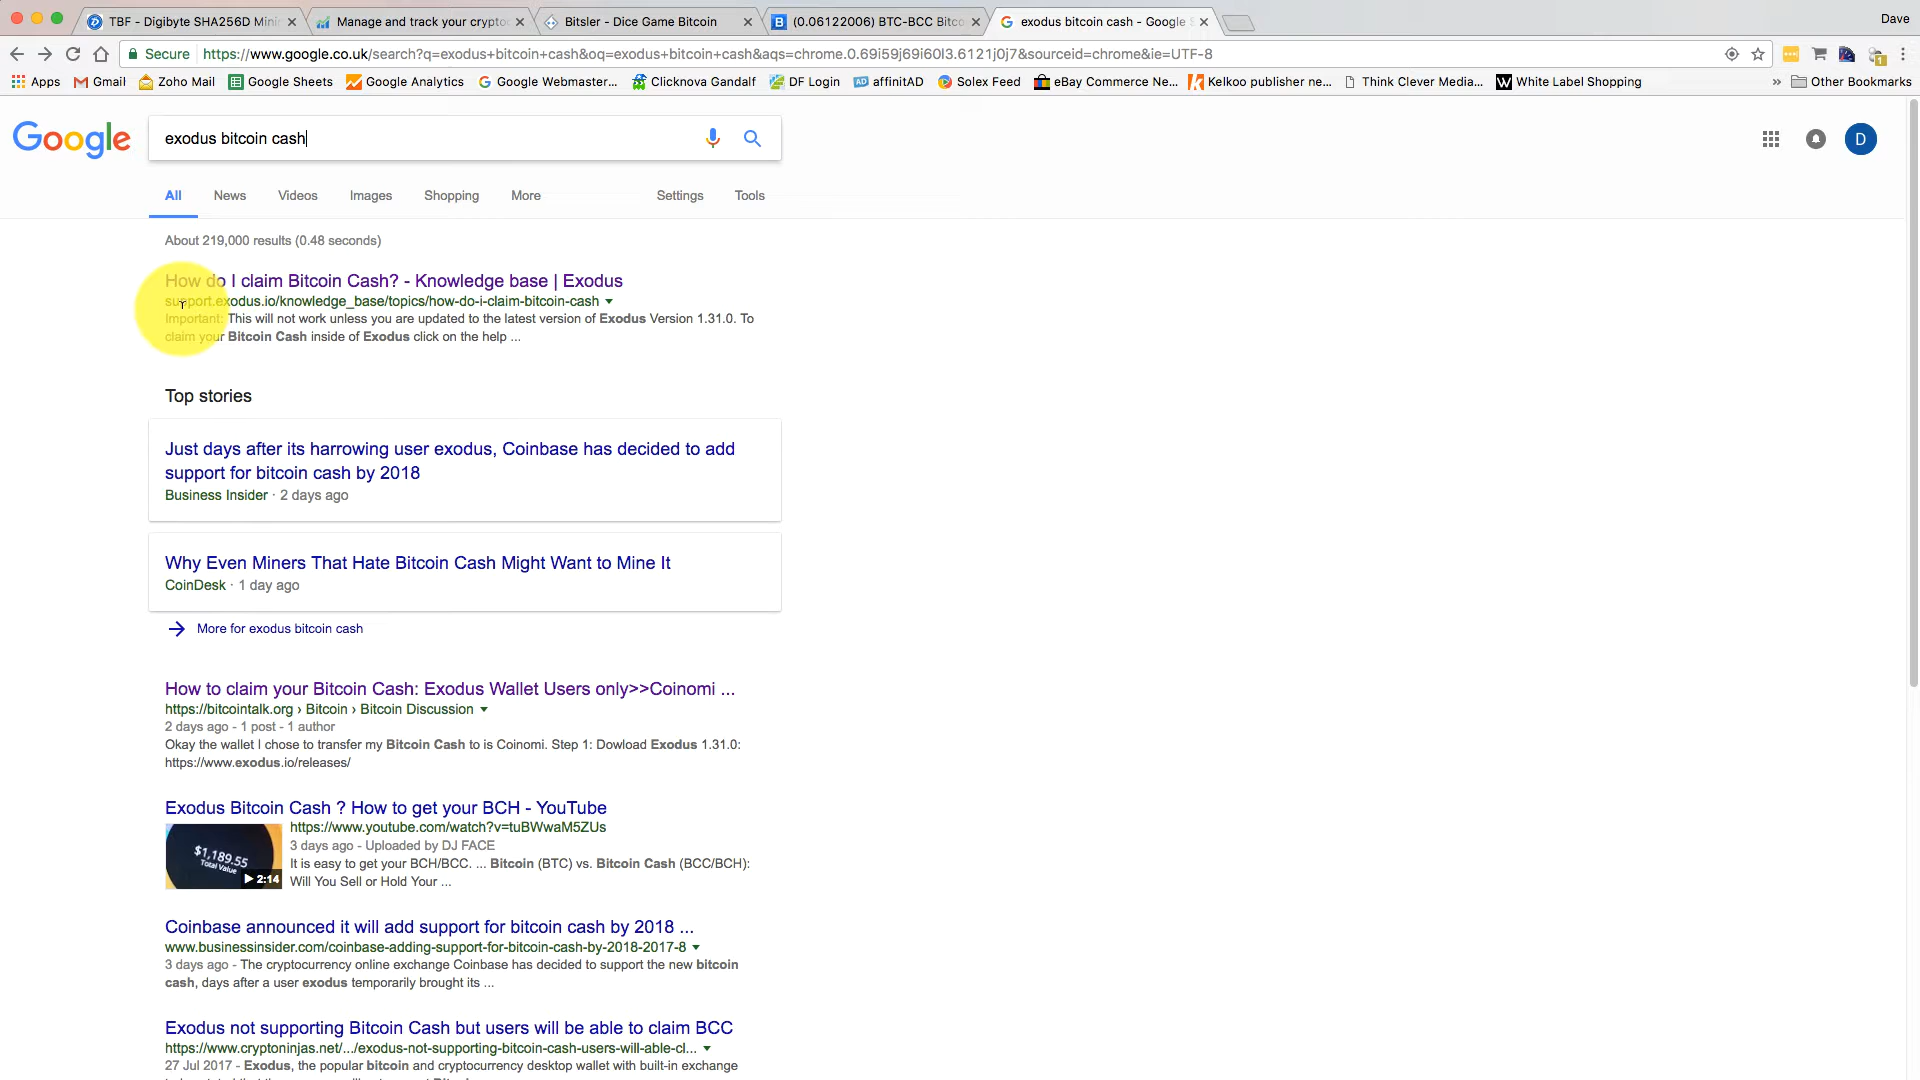 TBF - Digibyte SHA256D Mini
Manage and track your crypto
Bitsler - Dice Game Bitcoin
(0.06122006) BTC-BCC Bitco
exodus bitcoin cash - Google S
Dave
Secure
https://www.google.co.uk/search?q=exodus+bitcoin+cash&oq=exodus+bitcoin+cash&aqs=chrome.0.69i59j69i60l3.6121j0j7&sourceid=chrome&ie=UTF-8
Apps Gmail Zoho Mail Google Sheets Google Analytics Google Webmaster... Clicknova Gandalf DF Login affinitAD Solex Feed eBay Commerce Ne... Kelkoo publisher ne... Think Clever Media... White Label Shopping » Other Bookmarks
Google
exodus bitcoin cash
D
All News Videos Images Shopping More Settings Tools
About 219,000 results (0.48 seconds)
How do I claim Bitcoin Cash? - Knowledge base | Exodus
support.exodus.io/knowledge_base/topics/how-do-i-claim-bitcoin-cash
Important: This will not work unless you are updated to the latest version of Exodus Version 1.31.0. To
claim your Bitcoin Cash inside of Exodus click on the help ...
Top stories
Just days after its harrowing user exodus, Coinbase has decided to add
support for bitcoin cash by 2018
Business Insider · 2 days ago
Why Even Miners That Hate Bitcoin Cash Might Want to Mine It
CoinDesk · 1 day ago
More for exodus bitcoin cash
How to claim your Bitcoin Cash: Exodus Wallet Users only>>Coinomi ...
https://bitcointalk.org › Bitcoin › Bitcoin Discussion
2 days ago - 1 post - 1 author
Okay the wallet I chose to transfer my Bitcoin Cash to is Coinomi. Step 1: Dowload Exodus 1.31.0:
https://www.exodus.io/releases/
Exodus Bitcoin Cash ? How to get your BCH - YouTube
$1,189.55
Total Value
2:14
https://www.youtube.com/watch?v=tuBWwaM5ZUs
3 days ago - Uploaded by DJ FACE
It is easy to get your BCH/BCC. ... Bitcoin (BTC) vs. Bitcoin Cash (BCC/BCH):
Will You Sell or Hold Your ...
Coinbase announced it will add support for bitcoin cash by 2018 ...
www.businessinsider.com/coinbase-adding-support-for-bitcoin-cash-by-2018-2017-8
3 days ago - The cryptocurrency online exchange Coinbase has decided to support the new bitcoin
cash, days after a user exodus temporarily brought its ...
Exodus not supporting Bitcoin Cash but users will be able to claim BCC
https://www.cryptoninjas.net/.../exodus-not-supporting-bitcoin-cash-users-will-able-cl...
27 Jul 2017 - Exodus, the popular bitcoin and cryptocurrency desktop wallet with built-in exchange